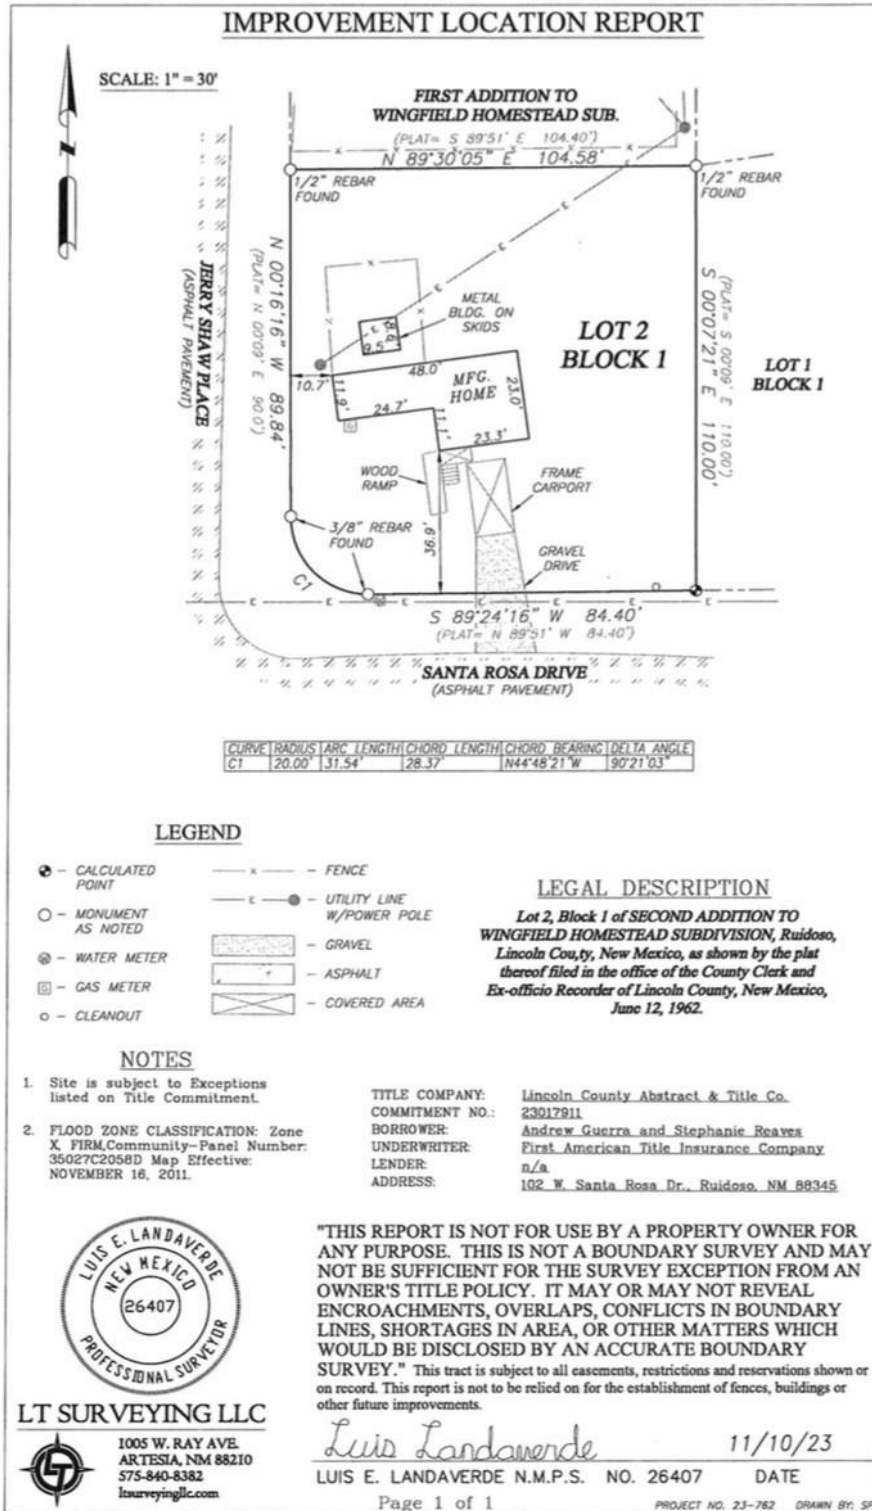 IMPROVEMENT LOCATION REPORT
SCALE: 1" = 30'
N
FIRST ADDITION TO
WINGFIELD HOMESTEAD SUB.
(PLAT= S 89°51' E 104.40')
N 89°30'05" E 104.58'
1/2" REBAR
FOUND
1/2" REBAR
FOUND
JERRY SHAW PLACE
(ASPHALT PAVEMENT)
N 00°16'16" W 89.84'
(PLAT= N 00°09' E 90.0')
METAL
BLDG. ON
SKIDS
9.5'
8.6'
LOT 2
BLOCK 1
(PLAT= S 00°09' E 110.00')
S 00°07'21" E 110.00'
LOT 1
BLOCK 1
10.7'
48.0'
11.9'
MFG.
HOME
23.0'
24.7'
11.1'
23.3'
WOOD
RAMP
FRAME
CARPORT
36.9'
3/8" REBAR
FOUND
GRAVEL
DRIVE
C1
S 89°24'16" W 84.40'
(PLAT= N 89°51' W 84.40')
SANTA ROSA DRIVE
(ASPHALT PAVEMENT)
CURVE RADIUS ARC LENGTH CHORD LENGTH CHORD BEARING DELTA ANGLE
C1 20.00' 31.54' 28.37' N44°48'21"W 90°21'03"
LEGEND
- CALCULATED
POINT
- MONUMENT
AS NOTED
- WATER METER
G - GAS METER
- CLEANOUT
x - FENCE
E - UTILITY LINE
W/POWER POLE
- GRAVEL
- ASPHALT
- COVERED AREA
LEGAL DESCRIPTION
Lot 2, Block 1 of SECOND ADDITION TO
WINGFIELD HOMESTEAD SUBDIVISION, Ruidoso,
Lincoln Cou,ty, New Mexico, as shown by the plat
thereof filed in the office of the County Clerk and
Ex-officio Recorder of Lincoln County, New Mexico,
June 12, 1962.
NOTES
1. Site is subject to Exceptions
listed on Title Commitment.
2. FLOOD ZONE CLASSIFICATION: Zone
X, FIRM,Community-Panel Number:
35027C2058D Map Effective:
NOVEMBER 16, 2011.
TITLE COMPANY: Lincoln County Abstract & Title Co.
COMMITMENT NO.: 23017911
BORROWER: Andrew Guerra and Stephanie Reaves
UNDERWRITER: First American Title Insurance Company
LENDER: n/a
ADDRESS: 102 W. Santa Rosa Dr., Ruidoso, NM 88345
LUIS E. LANDAVERDE
NEW MEXICO
26407
PROFESSIONAL SURVEYOR
"THIS REPORT IS NOT FOR USE BY A PROPERTY OWNER FOR
ANY PURPOSE. THIS IS NOT A BOUNDARY SURVEY AND MAY
NOT BE SUFFICIENT FOR THE SURVEY EXCEPTION FROM AN
OWNER'S TITLE POLICY. IT MAY OR MAY NOT REVEAL
ENCROACHMENTS, OVERLAPS, CONFLICTS IN BOUNDARY
LINES, SHORTAGES IN AREA, OR OTHER MATTERS WHICH
WOULD BE DISCLOSED BY AN ACCURATE BOUNDARY
SURVEY." This tract is subject to all easements, restrictions and reservations shown or
on record. This report is not to be relied on for the establishment of fences, buildings or
other future improvements.
LT SURVEYING LLC
LT
1005 W. RAY AVE.
ARTESIA, NM 88210
575-840-8382
ltsurveyingllc.com
Luis Landaverde 11/10/23
LUIS E. LANDAVERDE N.M.P.S. NO. 26407 DATE
Page 1 of 1
PROJECT NO. 23-762 DRAWN BY: SP